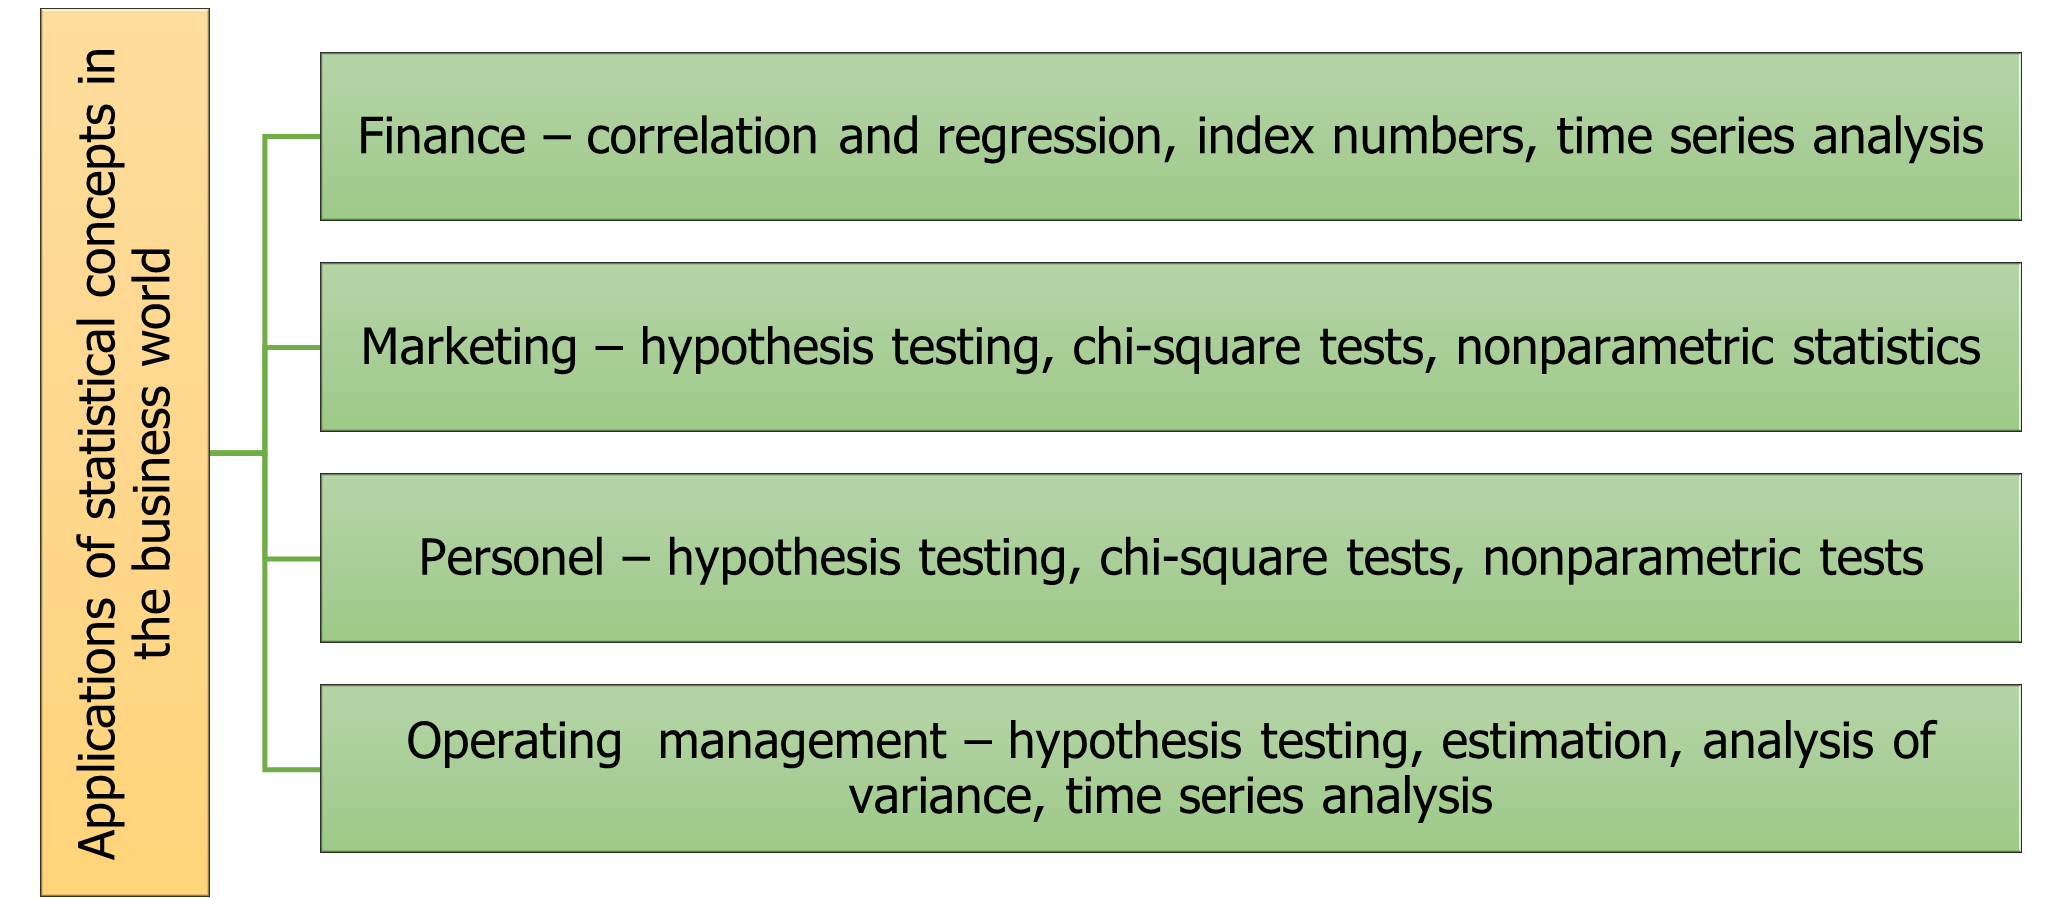 Applications of statistical concepts in
the business world
Finance – correlation and regression, index numbers, time series analysis
Marketing – hypothesis testing, chi-square tests, nonparametric statistics
Personel – hypothesis testing, chi-square tests, nonparametric tests
Operating  management – hypothesis testing, estimation, analysis of
variance, time series analysis